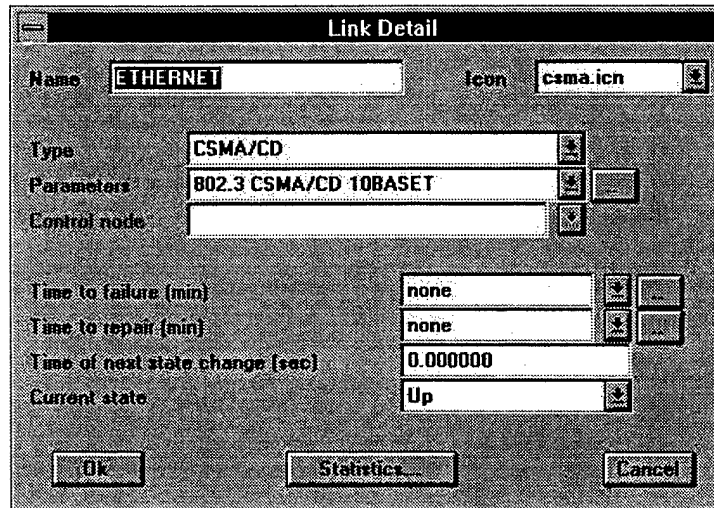 Link Detail
Name ETHERNET Icon csma.icn
Type CSMA/CD
Parameters 802.3 CSMA/CD 10BASET ...
Control node
Time to failure (min) none ...
Time to repair (min) none ...
Time of next state change (sec) 0.000000
Current state Up
Ok Statistics... Cancel